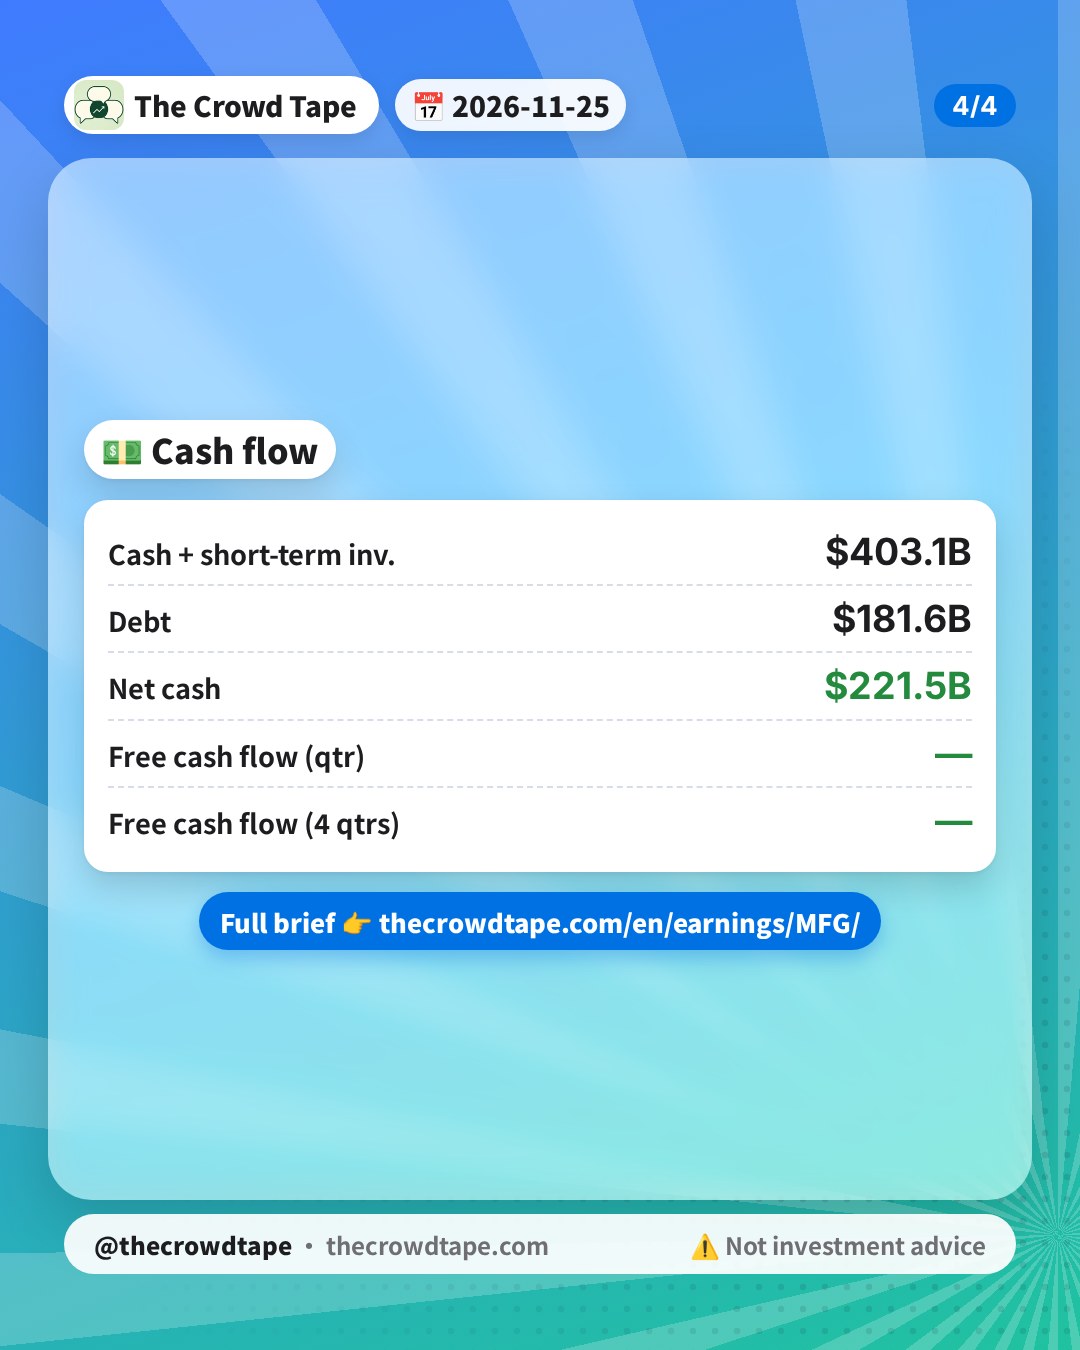 The Crowd Tape
📅 2026-11-25
4/4
💵 Cash flow
Cash + short-term inv. $403.1B
Debt $181.6B
Net cash $221.5B
Free cash flow (qtr) —
Free cash flow (4 qtrs) —
Full brief 👉 thecrowdtape.com/en/earnings/MFG/
@thecrowdtape • thecrowdtape.com
⚠️ Not investment advice